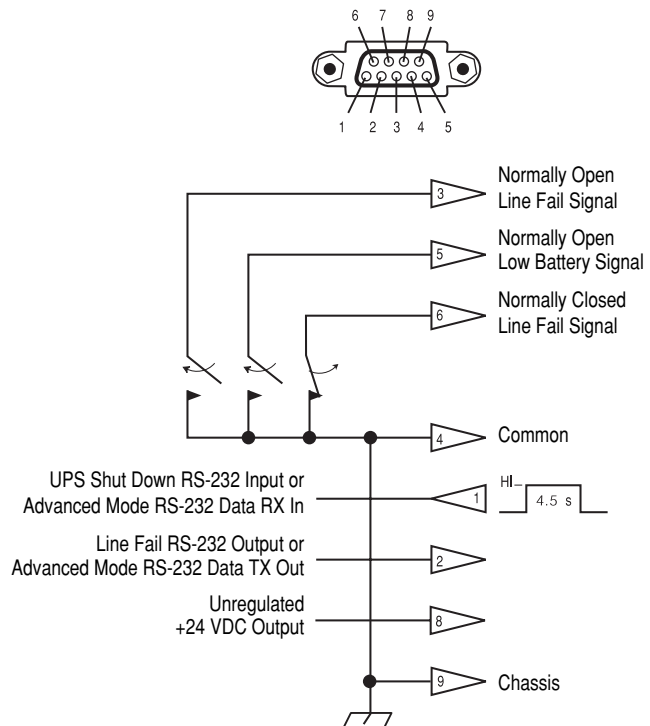 6 7 8 9
1 2 3 4 5
3
Normally Open
Line Fail Signal
5
Normally Open
Low Battery Signal
6
Normally Closed
Line Fail Signal
4
Common
UPS Shut Down RS-232 Input or
Advanced Mode RS-232 Data RX In
1
HI
4.5 s
Line Fail RS-232 Output or
Advanced Mode RS-232 Data TX Out
2
Unregulated
+24 VDC Output
8
9
Chassis